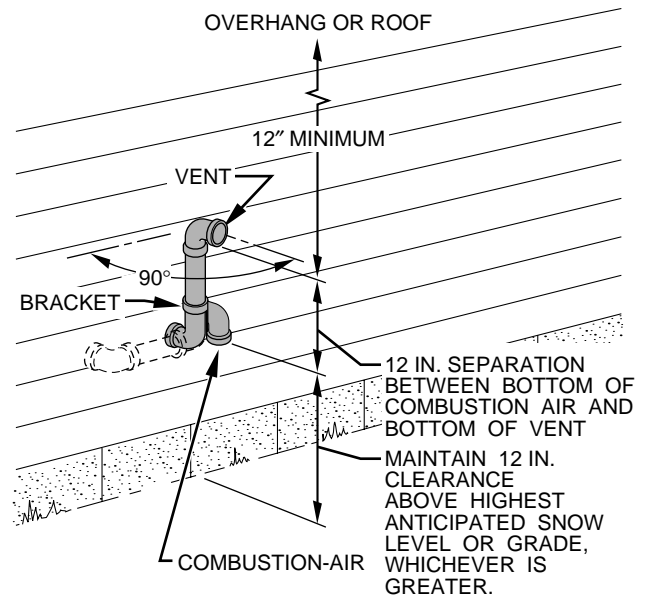 OVERHANG OR ROOF
12″ MINIMUM
VENT
90°
BRACKET
12 IN. SEPARATION
BETWEEN BOTTOM OF
COMBUSTION AIR AND
BOTTOM OF VENT
MAINTAIN 12 IN.
CLEARANCE
ABOVE HIGHEST
ANTICIPATED SNOW
LEVEL OR GRADE,
WHICHEVER IS
GREATER.
COMBUSTION-AIR